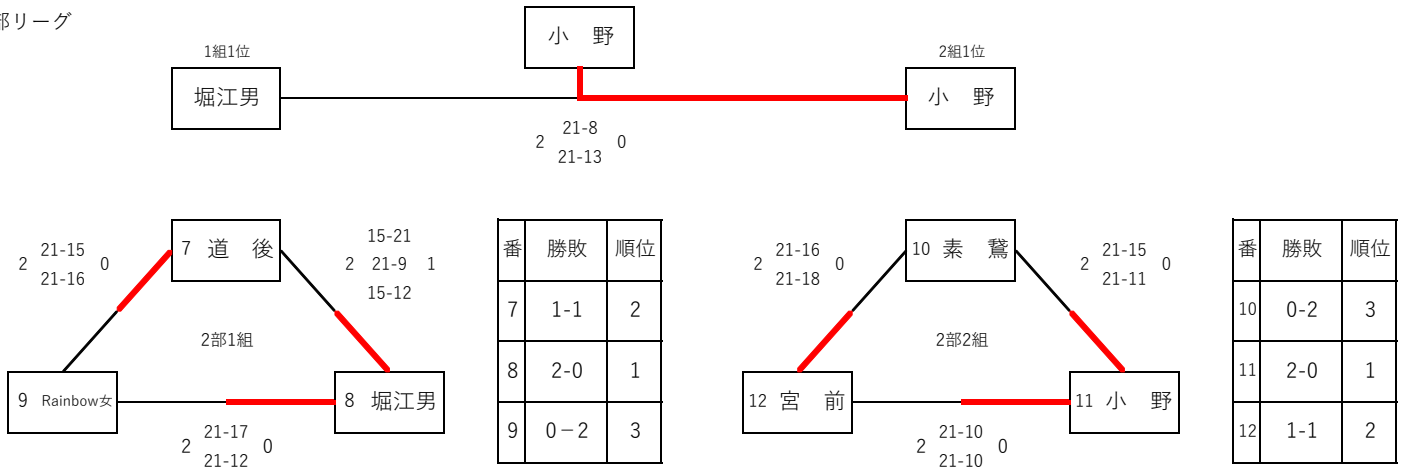 部リーグ
小　野
1組1位
2組1位
堀江男
小　野
2 21-8 0
21-13
2 21-15 0
21-16
7 道　後
15-21
2 21-9 1
15-12
2部1組
9 Rainbow女
8 堀江男
2 21-17 0
21-12
番 勝敗 順位
7 1-1 2
8 2-0 1
9 0－2 3
2 21-16 0
21-18
10 素　鵞
2 21-15 0
21-11
2部2組
12 宮　前
11 小　野
2 21-10 0
21-10
番 勝敗 順位
10 0-2 3
11 2-0 1
12 1-1 2